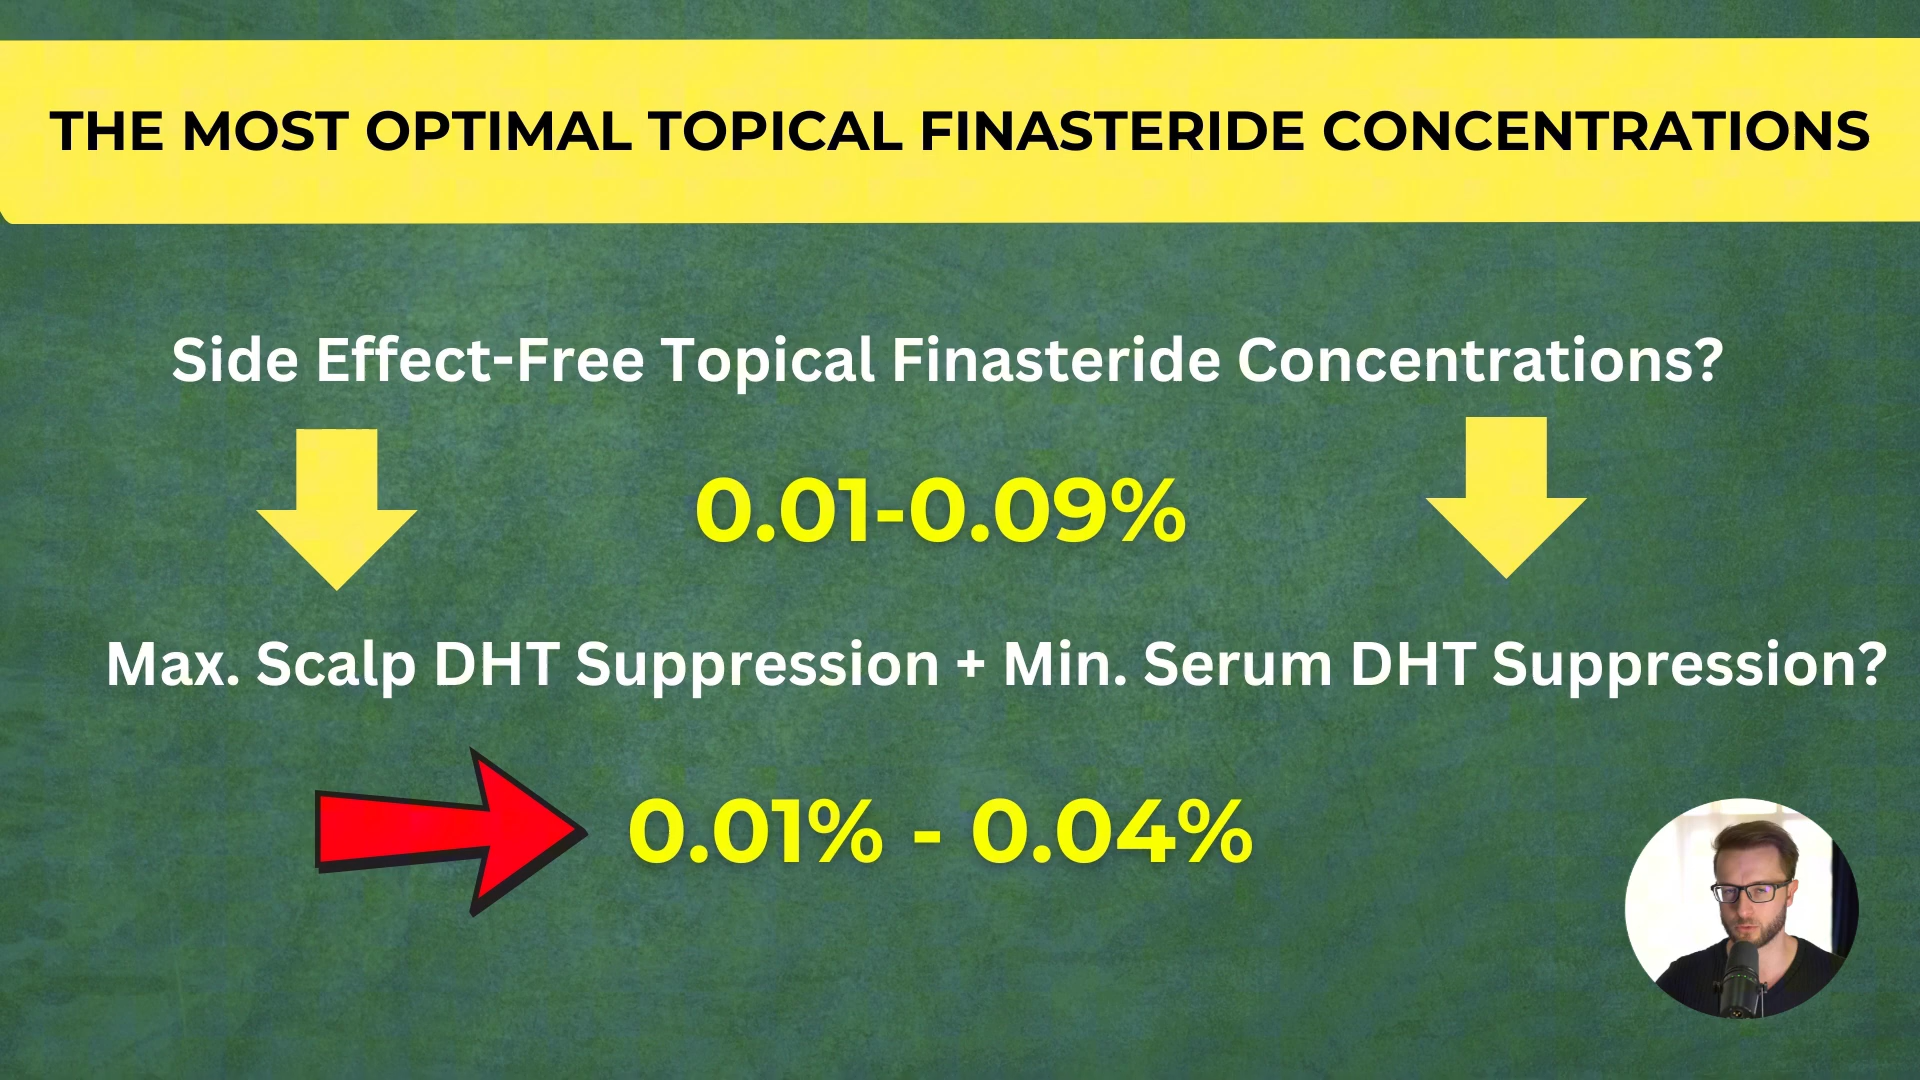 THE MOST OPTIMAL TOPICAL FINASTERIDE CONCENTRATIONS
Side Effect-Free Topical Finasteride Concentrations?
0.01-0.09%
Max. Scalp DHT Suppression + Min. Serum DHT Suppression?
0.01% - 0.04%